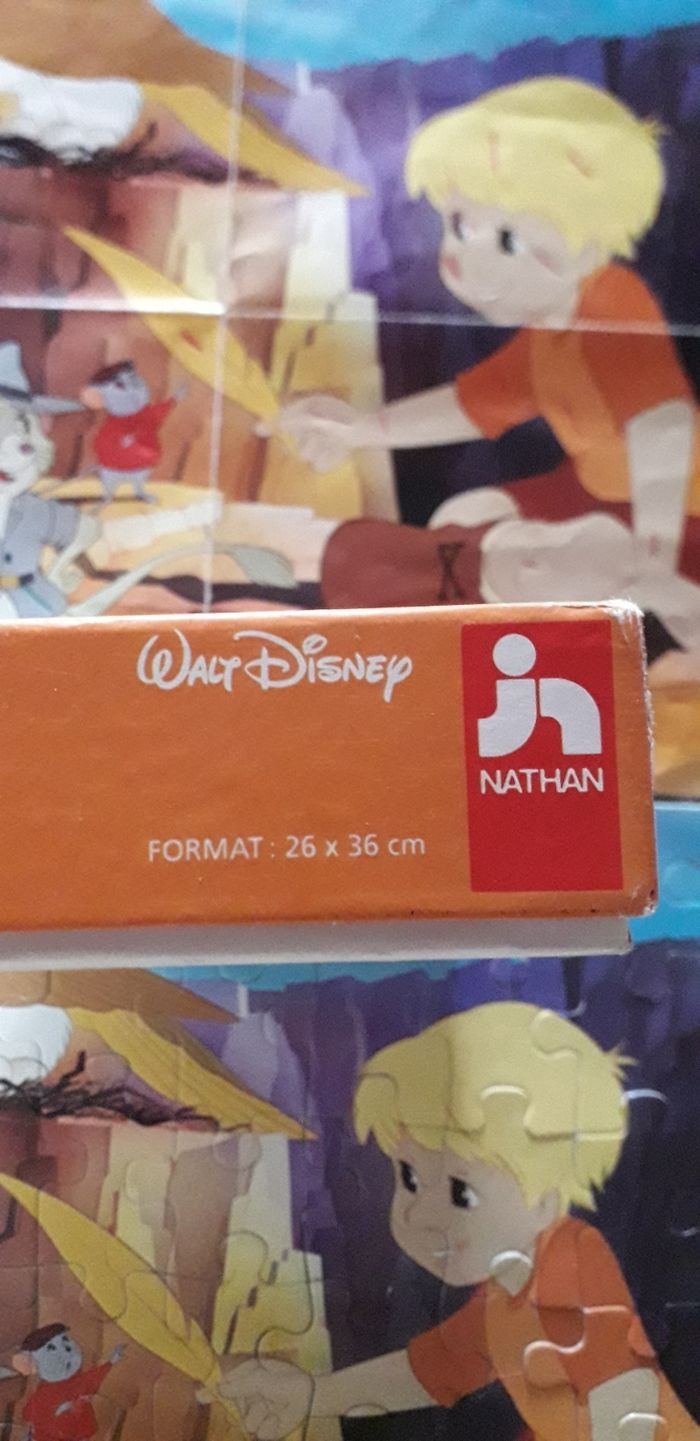 WALT DISNEY
NATHAN
FORMAT : 26 x 36 cm